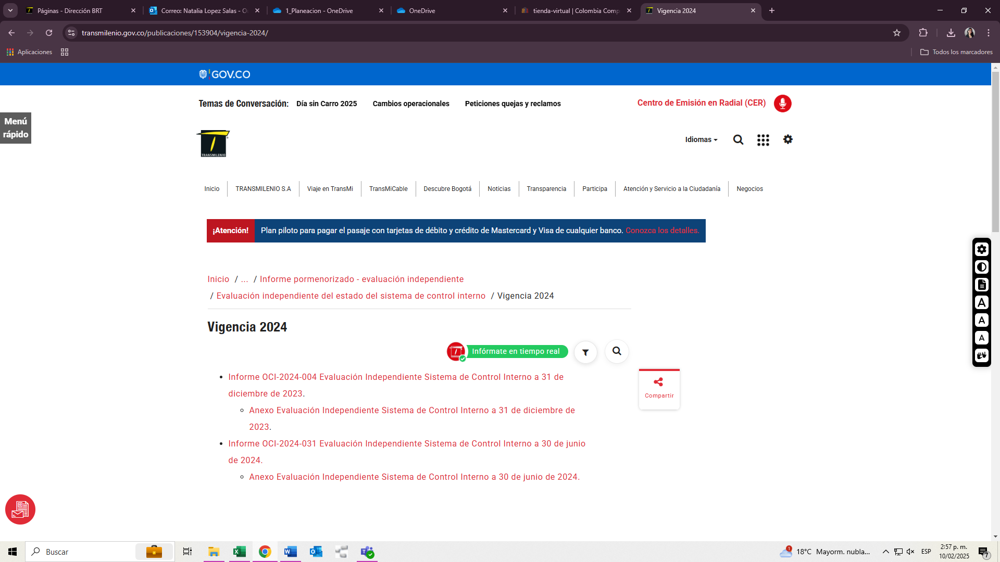 Páginas - Dirección BRT
Correo: Natalia Lopez Salas - O
1_Planeacion - OneDrive
OneDrive
tienda-virtual | Colombia Comp
Vigencia 2024
transmilenio.gov.co/publicaciones/153904/vigencia-2024/
Aplicaciones
Todos los marcadores
GOV.CO
Temas de Conversación: Día sin Carro 2025 Cambios operacionales Peticiones quejas y reclamos
Centro de Emisión en Radial (CER)
Menú
rápido
TRANSMILENIO
Idiomas
Inicio TRANSMILENIO S.A Viaje en TransMi TransMiCable Descubre Bogotá Noticias Transparencia Participa Atención y Servicio a la Ciudadanía Negocios
¡Atención! Plan piloto para pagar el pasaje con tarjetas de débito y crédito de Mastercard y Visa de cualquier banco. Conozca los detalles.
Inicio / ... / Informe pormenorizado - evaluación independiente
/ Evaluación independiente del estado del sistema de control interno / Vigencia 2024
Vigencia 2024
Infórmate en tiempo real
• Informe OCI-2024-004 Evaluación Independiente Sistema de Control Interno a 31 de
diciembre de 2023.
Compartir
Anexo Evaluación Independiente Sistema de Control Interno a 31 de diciembre de
2023.
• Informe OCI-2024-031 Evaluación Independiente Sistema de Control Interno a 30 de junio
de 2024.
Anexo Evaluación Independiente Sistema de Control Interno a 30 de junio de 2024.
A
A
A
Buscar
1
18°C Mayorm. nubla...
ESP
2:57 p. m.
10/02/2025
7